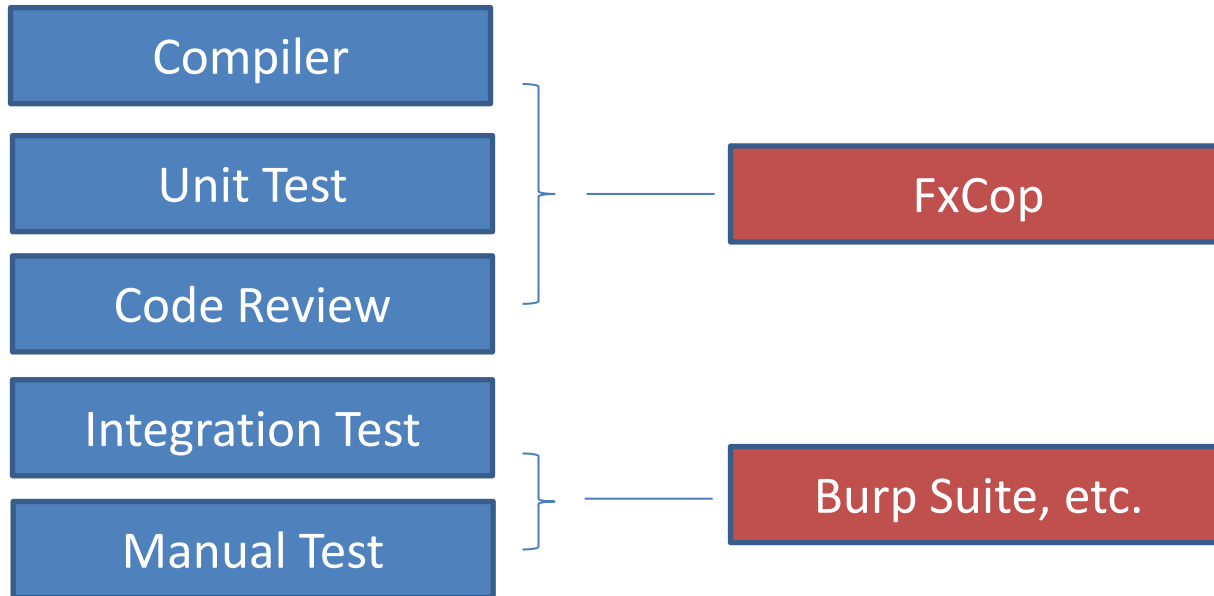 Compiler
Unit Test
Code Review
Integration Test
Manual Test
FxCop
Burp Suite, etc.